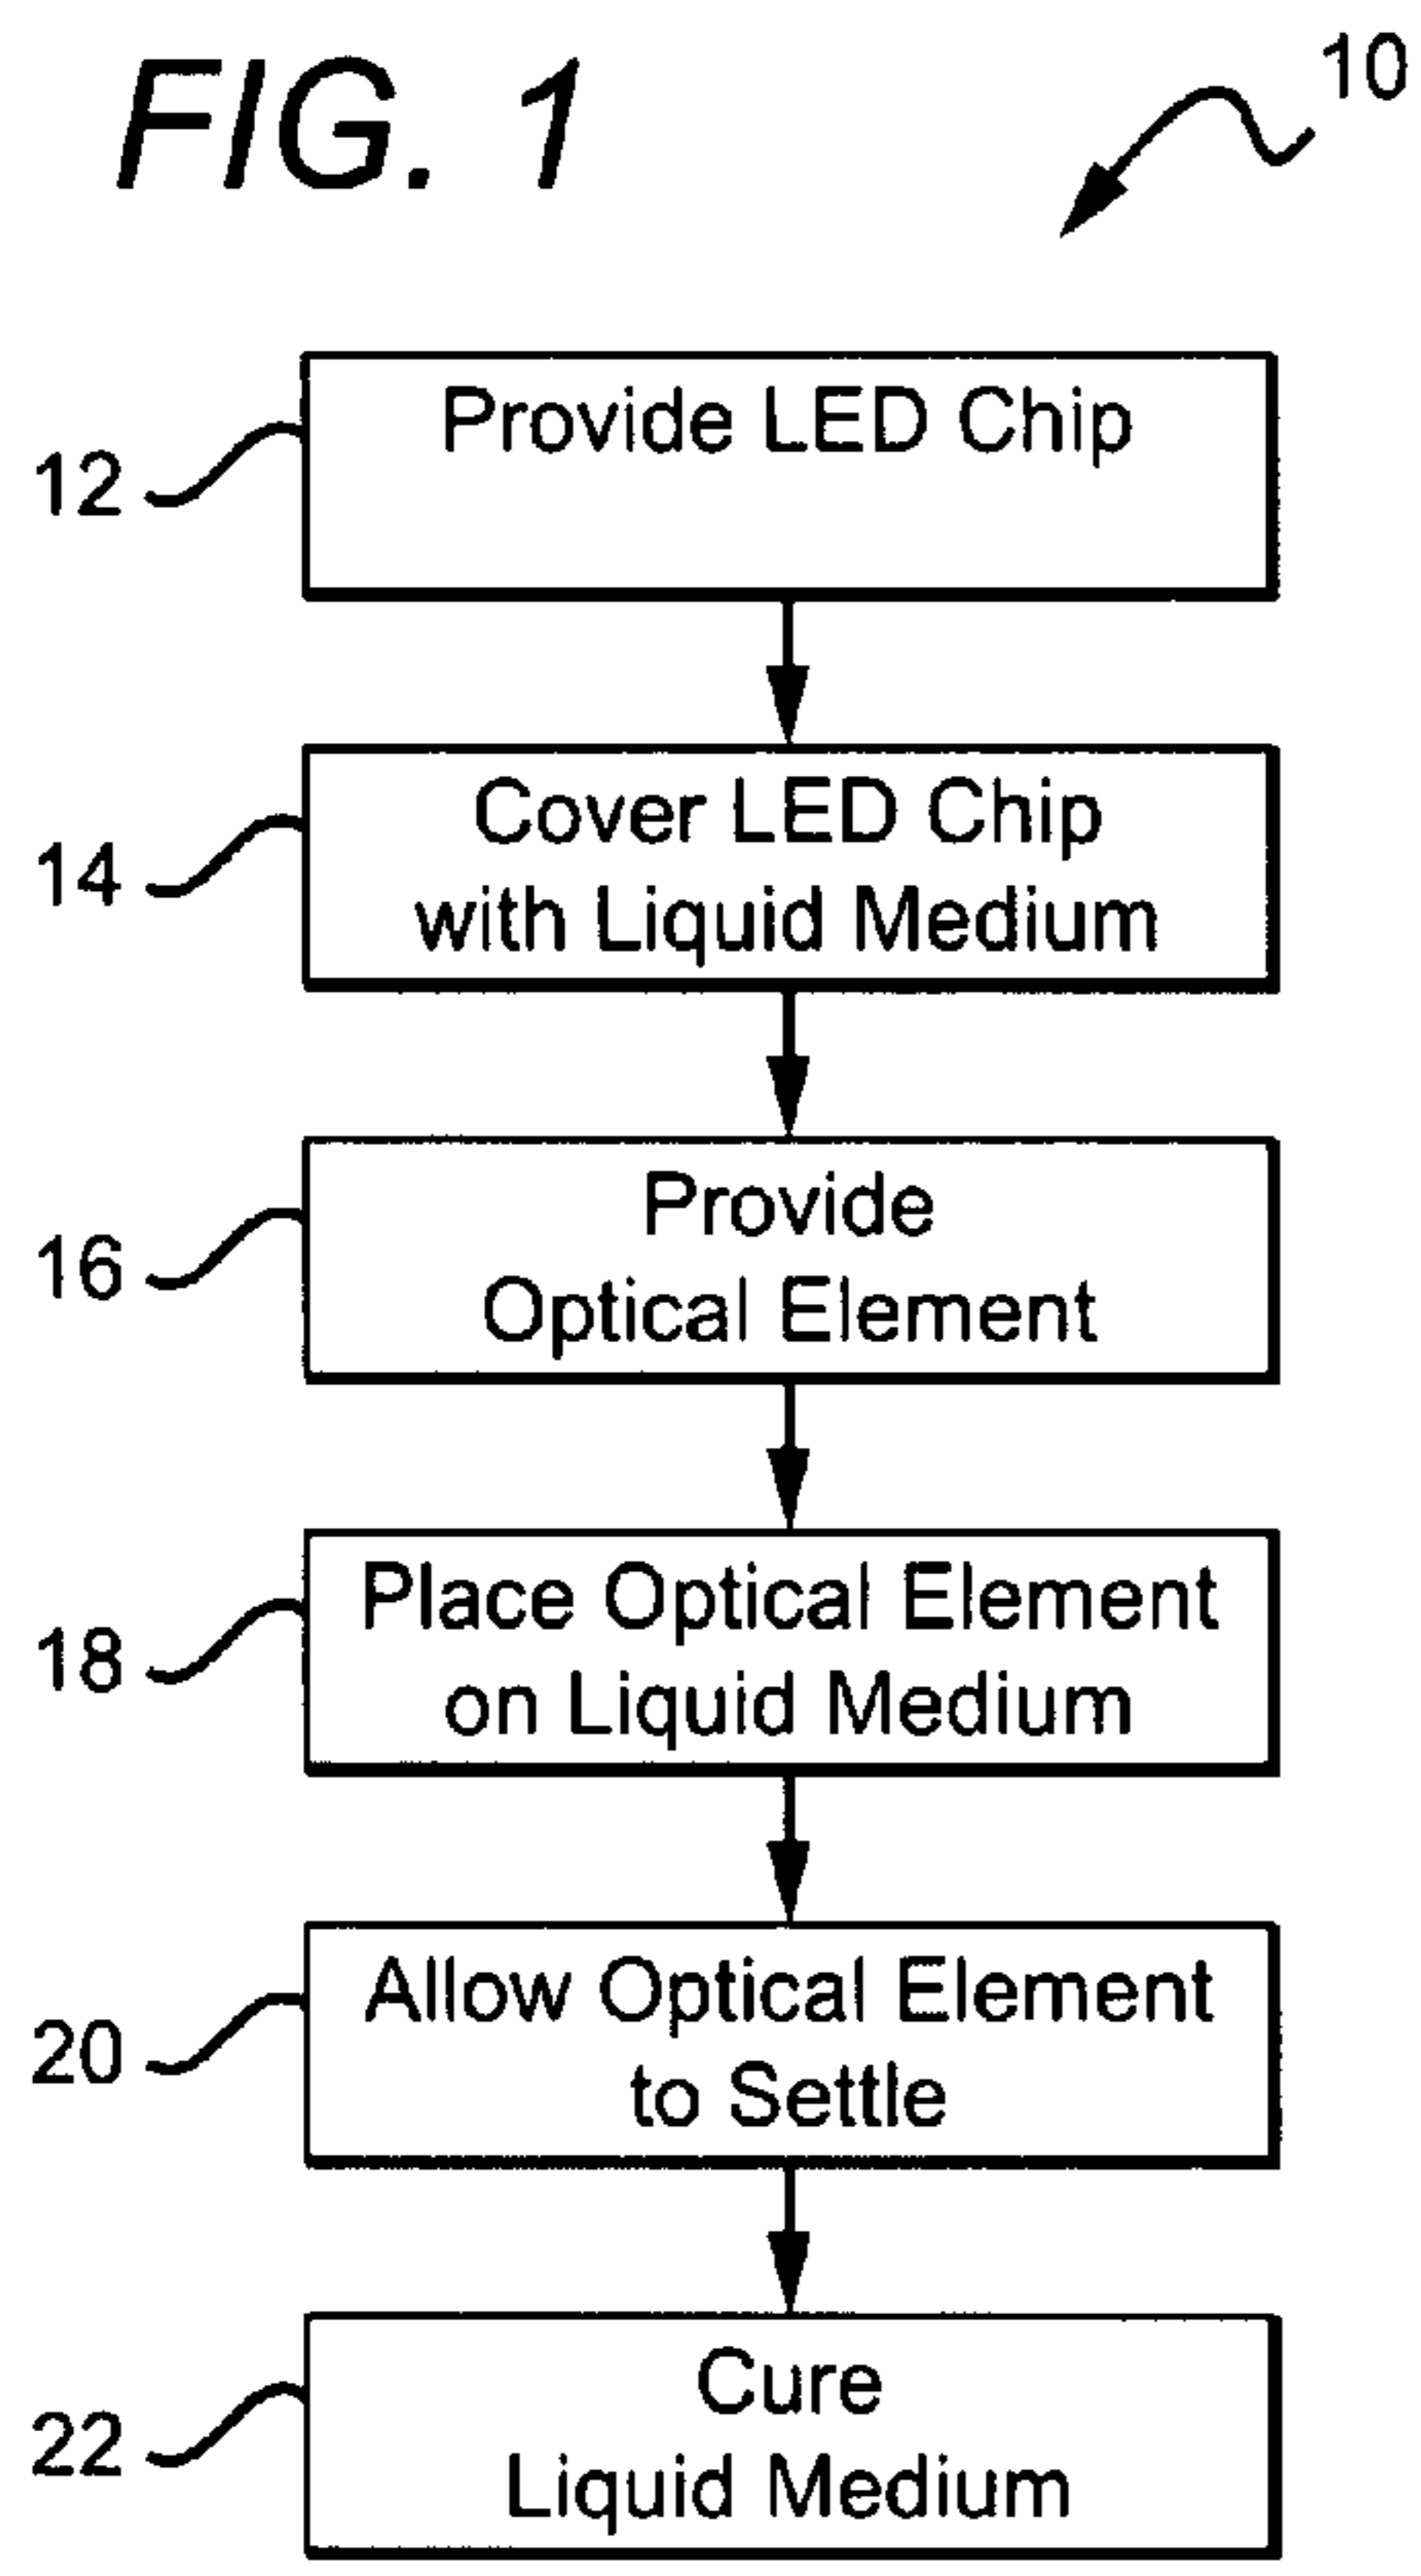 FIG. 1
10
12
Provide LED Chip
14
Cover LED Chip
with Liquid Medium
16
Provide
Optical Element
18
Place Optical Element
on Liquid Medium
20
Allow Optical Element
to Settle
22
Cure
Liquid Medium